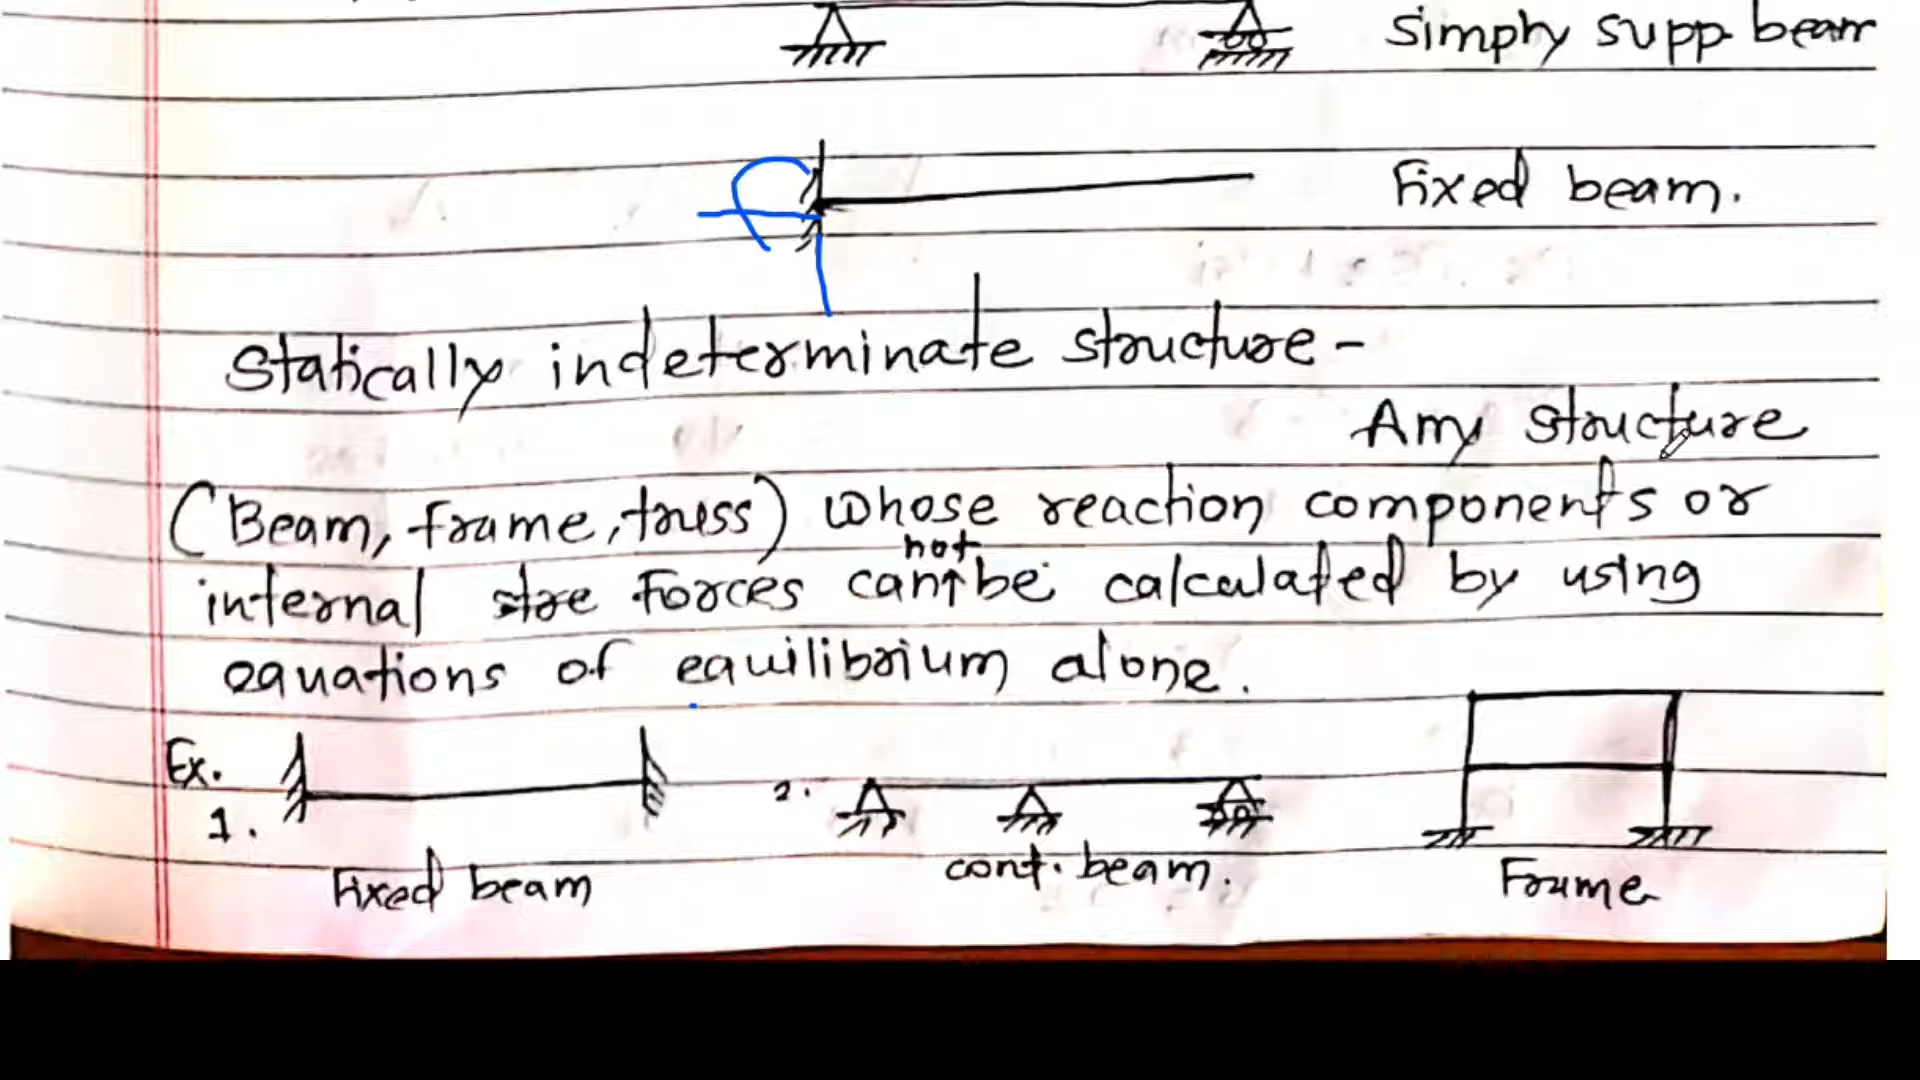 Simply supp. beam
Fixed beam.
Statically indeterminate structure -
Any structure
(Beam, frame, truss) whose reaction components or
not
internal stre forces can be calculated by using
equations of equilibrium alone.
Ex.
1.
2.
Fixed beam
cont. beam.
Frame